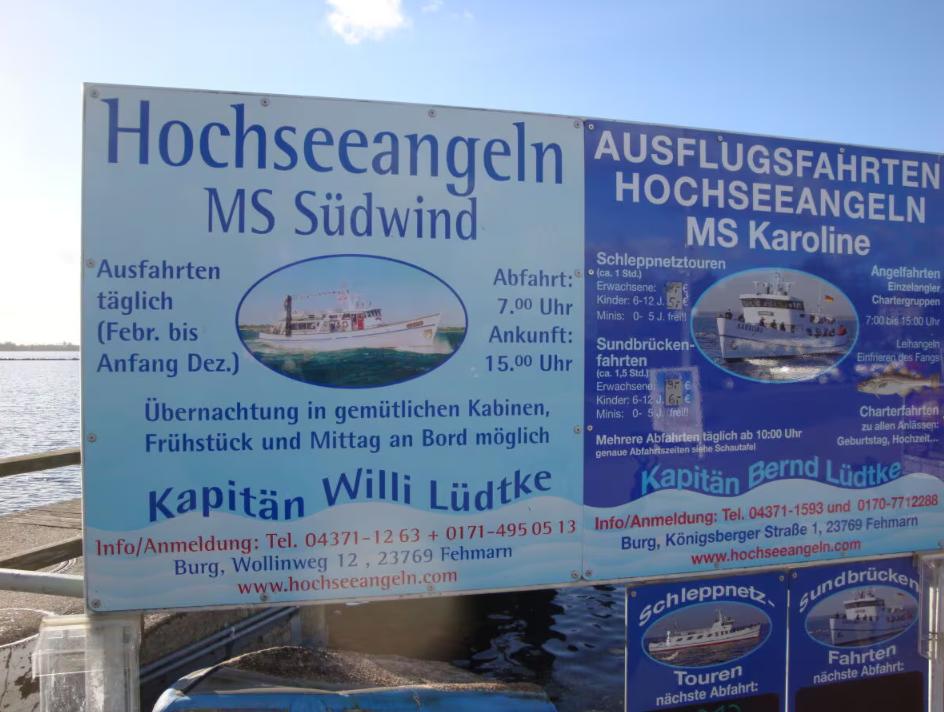 Hochseeangeln
MS Südwind
Ausfahrten
täglich
(Febr. bis
Anfang Dez.)
Abfahrt:
7.00 Uhr
Ankunft:
15.00 Uhr
Übernachtung in gemütlichen Kabinen,
Frühstück und Mittag an Bord möglich
Kapitän Willi Lüdtke
Info/Anmeldung: Tel. 04371-12 63 + 0171-495 05 13
Burg, Wollinweg 12 , 23769 Fehmarn
www.hochseeangeln.com
AUSFLUGSFAHRTEN
HOCHSEEANGELN
MS Karoline
Schleppnetztouren
(ca. 1 Std.)
Erwachsene: €
Kinder: 6-12 J. €
Minis: 0- 5 J. frei!
Sundbrücken-
fahrten
(ca. 1,5 Std.)
Erwachsene: €
Kinder: 6-12 J. €
Minis: 0- 5 J. (frei!)
Mehrere Abfahrten täglich ab 10:00 Uhr
genaue Abfahrtszeiten siehe Schautafel
Angelfahrten
Einzelangler
Chartergruppen
7:00 bis 15:00 Uhr
Leihangeln
Einfrieren des Fangs
Charterfahrten
zu allen Anlässen:
Geburtstag, Hochzeit...
Kapitän Bernd Lüdtke
Info/Anmeldung: Tel. 04371-1593 und 0170-7712288
Burg, Königsberger Straße 1, 23769 Fehmarn
www.hochseeangeln.com
Schleppnetz-
Touren
nächste Abfahrt:
Sundbrücken
Fahrten
nächste Abfahrt: